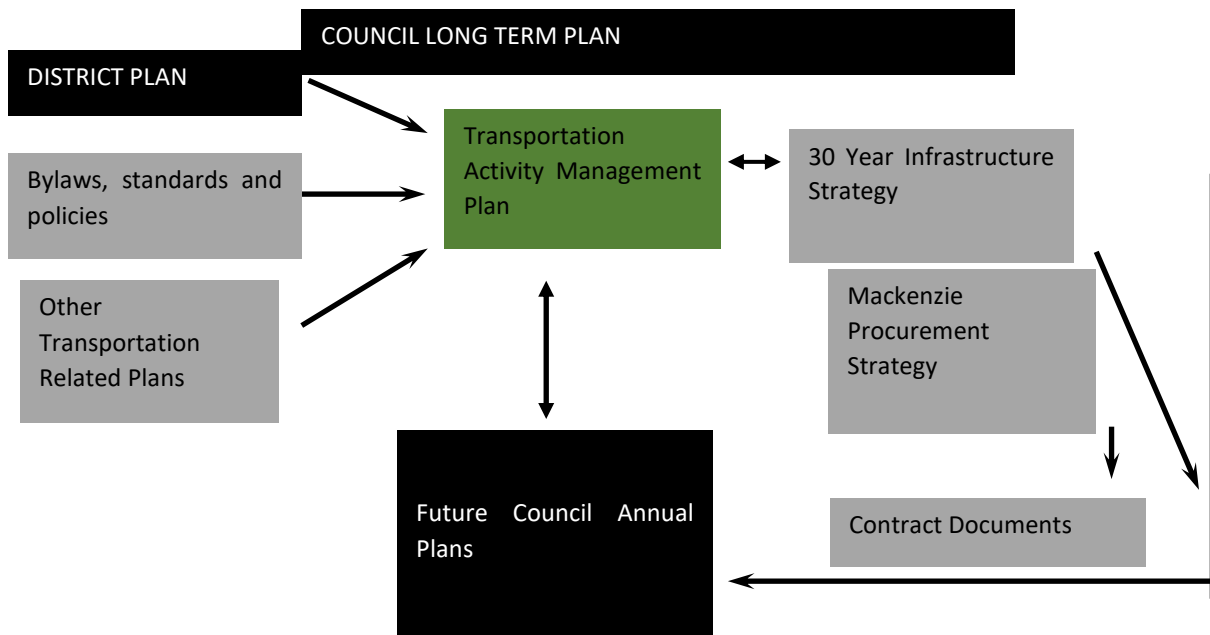 COUNCIL LONG TERM PLAN
DISTRICT PLAN
Transportation
Activity Management
Plan
30 Year Infrastructure
Strategy
Bylaws, standards and
policies
Other
Transportation
Related Plans
Mackenzie
Procurement
Strategy
Future Council Annual
Plans
Contract Documents